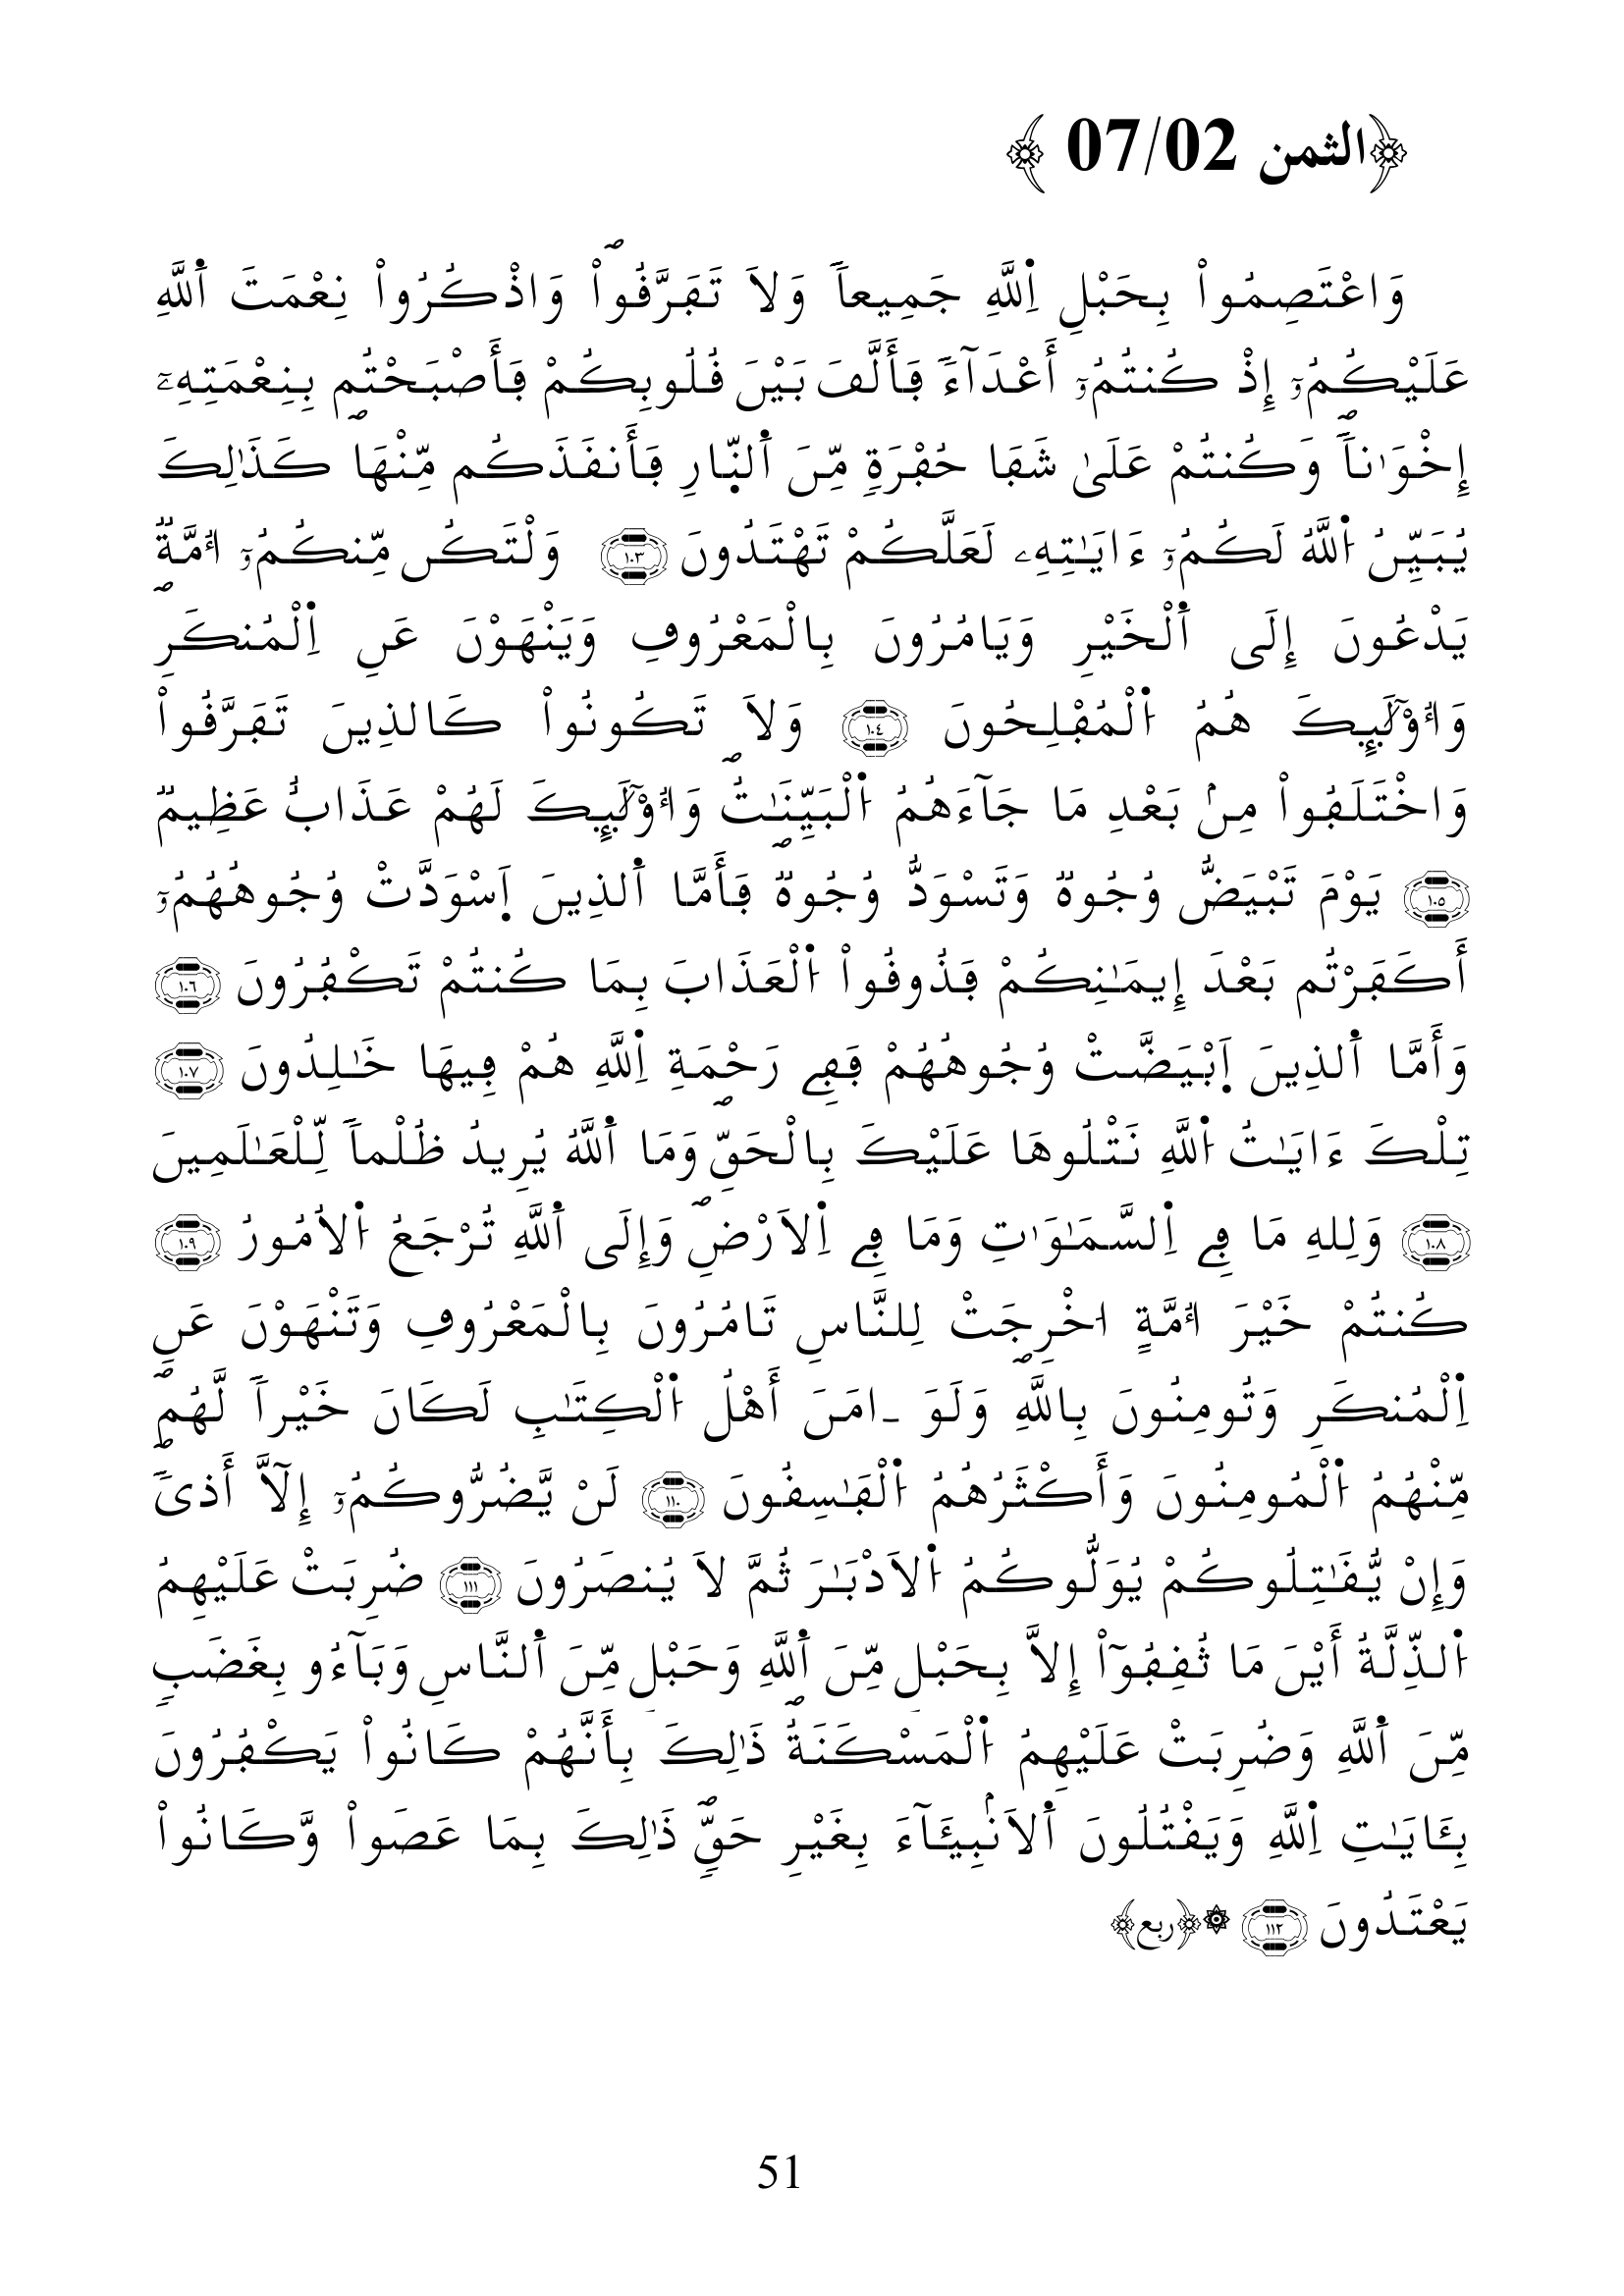 ﴿الثمن 07/02 ﴾
وَاعْتَصِمُواْ بِحَبْلِ اِ۬للَّهِ جَمِيعاٗ وَلاَ تَفَرَّقُواْۖ وَاذْكُرُواْ نِعْمَتَ اَ۬للَّهِ
عَلَيْكُمُۥٓ إِذْ كُنتُمُۥٓ أَعْدَآءٗ فَأَلَّفَ بَيْنَ قُلُوبِكُمْ فَأَصْبَحْتُم بِنِعْمَتِهِۦٓ
إِخْوَٰناٗۖ وَكُنتُمْ عَلَىٰ شَفَا حُفْرَةٖ مِّنَ اَ۬لنّ۪ارِ فَأَنقَذَكُم مِّنْهَاۖ كَذَٰلِكَ
يُبَيِّنُ اُ۬للَّهُ لَكُمُۥٓ ءَايَٰتِهِۦ لَعَلَّكُمْ تَهْتَدُونَ ١٠٣ وَلْتَكُن مِّنكُمُۥٓ أُمَّةٞ
يَدْعُونَ إِلَى اَ۬لْخَيْرِ وَيَامُرُونَ بِالْمَعْرُوفِ وَيَنْهَوْنَ عَنِ اِ۬لْمُنكَرِۖ
وَأُوْلَٰٓئِكَ هُمُ اُ۬لْمُفْلِحُونَ ١٠٤ وَلاَ تَكُونُواْ كَالذِينَ تَفَرَّقُواْ
وَاخْتَلَفُواْ مِنۢ بَعْدِ مَا جَآءَهُمُ اُ۬لْبَيِّنَٰتُۖ وَأُوْلَٰٓئِكَ لَهُمْ عَذَابٌ عَظِيمٞ
١٠٥ يَوْمَ تَبْيَضُّ وُجُوهٞ وَتَسْوَدُّ وُجُوهٞۖ فَأَمَّا اَ۬لذِينَ اَ۪سْوَدَّتْ وُجُوهُهُمُۥٓ
أَكَفَرْتُم بَعْدَ إِيمَٰنِكُمْ فَذُوقُواْ اُ۬لْعَذَابَ بِمَا كُنتُمْ تَكْفُرُونَ ١٠٦
وَأَمَّا اَ۬لذِينَ اَ۪بْيَضَّتْ وُجُوهُهُمْ فَفِے رَحْمَةِ اِ۬للَّهِ هُمْ فِيهَا خَٰلِدُونَ ١٠٧
تِلْكَ ءَايَٰتُ اُ۬للَّهِ نَتْلُوهَا عَلَيْكَ بِالْحَقِّۖ وَمَا اَ۬للَّهُ يُرِيدُ ظُلْماٗ لِّلْعَٰلَمِينَ
١٠٨ وَلِلهِ مَا فِے اِ۬لسَّمَٰوَٰتِ وَمَا فِے اِ۬لاَرْضِۖ وَإِلَى اَ۬للَّهِ تُرْجَعُ اُ۬لاُمُورُ ١٠٩
كُنتُمْ خَيْرَ أُمَّةٍ اُخْرِجَتْ لِلنَّاسِ تَامُرُونَ بِالْمَعْرُوفِ وَتَنْهَوْنَ عَنِ
اِ۬لْمُنكَرِ وَتُومِنُونَ بِاللَّهِۖ وَلَوَ ـ امَنَ أَهْلُ اُ۬لْكِتَٰبِ لَكَانَ خَيْراٗ لَّهُمۖ
مِّنْهُمُ اُ۬لْمُومِنُونَ وَأَكْثَرُهُمُ اُ۬لْفَٰسِقُونَۖ ١١٠ لَنْ يَّضُرُّوكُمُۥٓ إِلَّآ أَذىٗۖ
وَإِنْ يُّقَٰتِلُوكُمْ يُوَلُّوكُمُ اُ۬لاَدْبَٰرَ ثُمَّ لاَ يُنصَرُونَ ١١١ ضُرِبَتْ عَلَيْهِمُ
اُ۬لذِّلَّةُ أَيْنَ مَا ثُقِفُوٓاْ إِلاَّ بِحَبْلٖ مِّنَ اَ۬للَّهِ وَحَبْلٖ مِّنَ اَ۬لنَّاسِ وَبَآءُو بِغَضَبٖ
مِّنَ اَ۬للَّهِ وَضُرِبَتْ عَلَيْهِمُ اُ۬لْمَسْكَنَةُۖ ذَٰلِكَ بِأَنَّهُمْ كَانُواْ يَكْفُرُونَ
بِـَٔايَٰتِ اِ۬للَّهِ وَيَقْتُلُونَ اَ۬لاَنۢبِيَآءَ بِغَيْرِ حَقّٖۖ ذَٰلِكَ بِمَا عَصَواْ وَّكَانُواْ
يَعْتَدُونَ ١١٢ ۞﴿ربع﴾
51